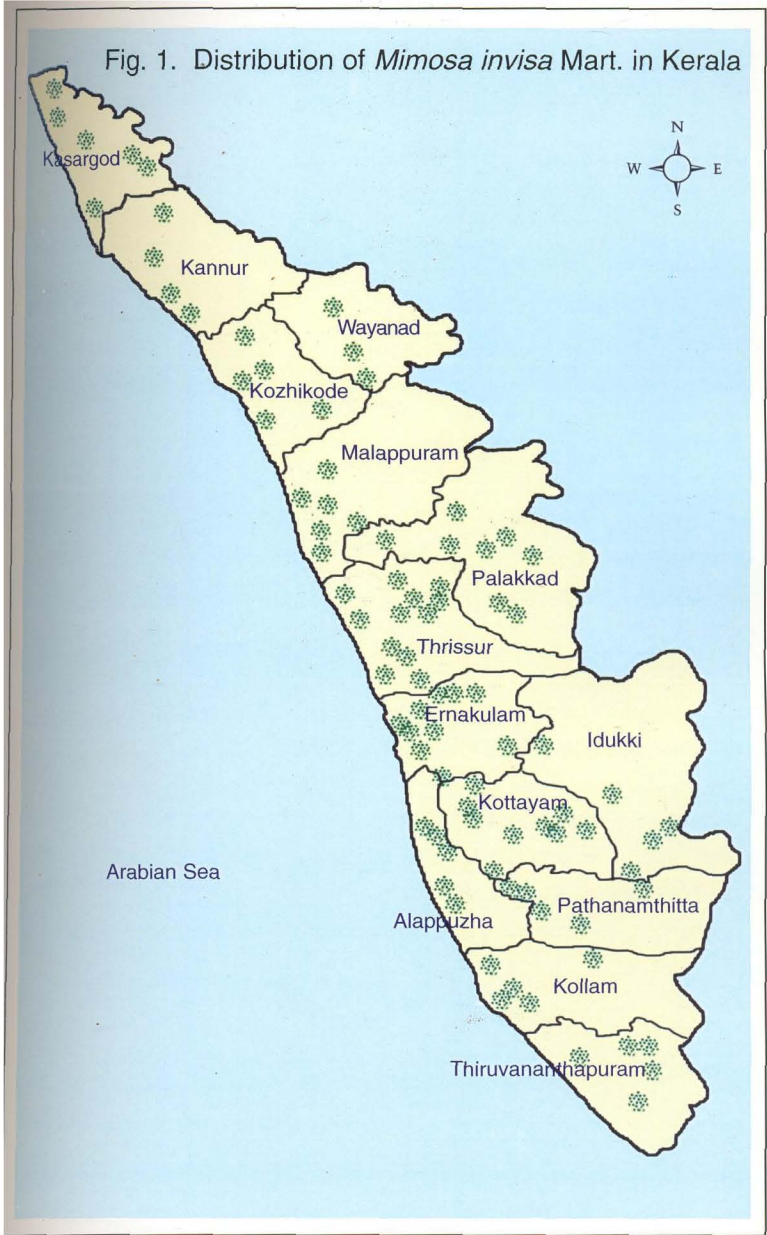 Fig. 1. Distribution of Mimosa invisa Mart. in Kerala
N
W E
S
Kasargod
Kannur
Wayanad
Kozhikode
Malappuram
Palakkad
Thrissur
Ernakulam
Idukki
Kottayam
Arabian Sea
Pathanamthitta
Alappuzha
Kollam
Thiruvananthapuram